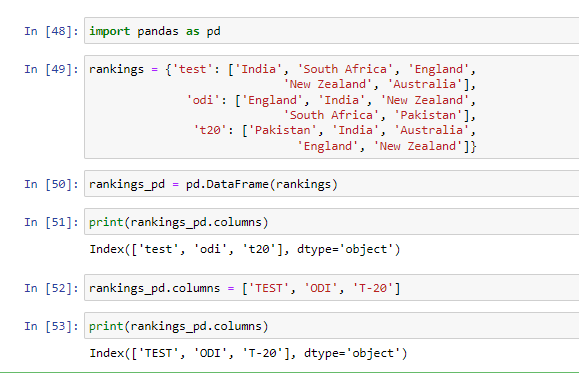 In [48]: import pandas as pd
In [49]: rankings = {'test': ['India', 'South Africa', 'England',
'New Zealand', 'Australia'],
'odi': ['England', 'India', 'New Zealand',
'South Africa', 'Pakistan'],
't20': ['Pakistan', 'India', 'Australia',
'England', 'New Zealand']}
In [50]: rankings_pd = pd.DataFrame(rankings)
In [51]: print(rankings_pd.columns)
Index(['test', 'odi', 't20'], dtype='object')
In [52]: rankings_pd.columns = ['TEST', 'ODI', 'T-20']
In [53]: print(rankings_pd.columns)
Index(['TEST', 'ODI', 'T-20'], dtype='object')